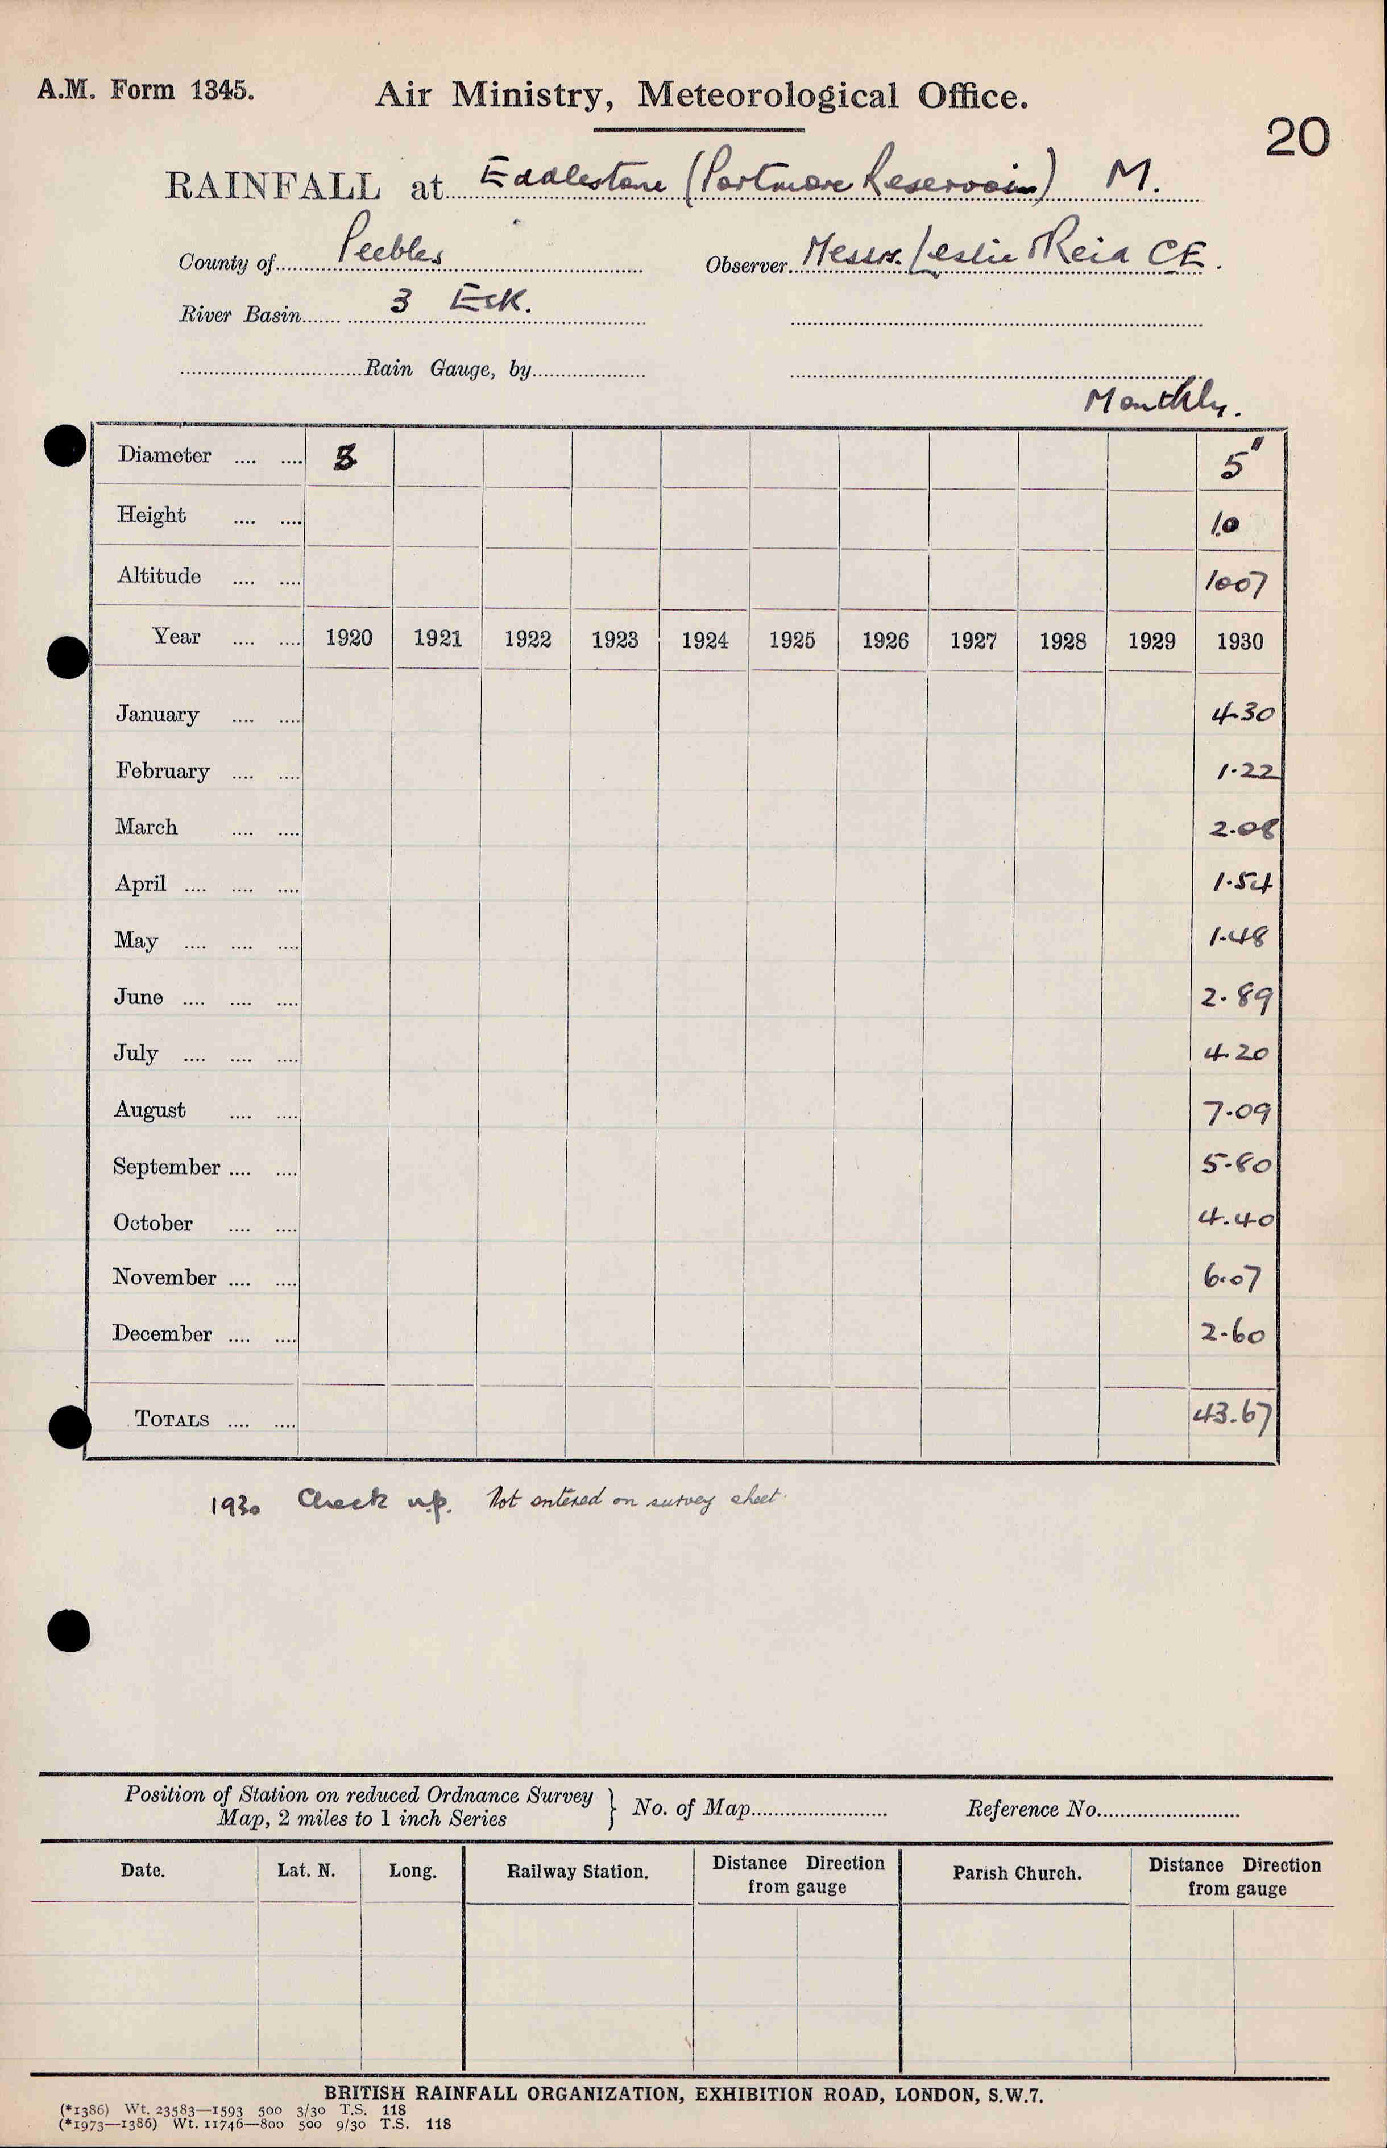 A.M. Form 1345.
Air Ministry, Meteorological Office.
20
RAINFALL at Eddlestone (Portmore Reservoir) M.
County of Peebles Observer Messrs. Leslie & Reid CE.
River Basin 3 Esk.
Rain Gauge, by
Monthly.
Diameter 5"
Height 1.0
Altitude 1007
Year 1920 1921 1922 1923 1924 1925 1926 1927 1928 1929 1930
January 4.30
February 1.22
March 2.08
April 1.54
May 1.48
June 2.89
July 4.20
August 7.09
September 5.80
October 4.40
November 6.07
December 2.60
TOTALS 43.67
1930 Check up. Not entered on survey sheet.
Position of Station on reduced Ordnance Survey
Map, 2 miles to 1 inch Series } No. of Map Reference No.
Date. Lat. N. Long. Railway Station. Distance Direction from gauge Parish Church. Distance Direction from gauge
BRITISH RAINFALL ORGANIZATION, EXHIBITION ROAD, LONDON, S.W.7.
(*1386) Wt. 23583—1593 500 3/30 T.S. 118
(*1973—1386) Wt. 11746—800 500 9/30 T.S. 118